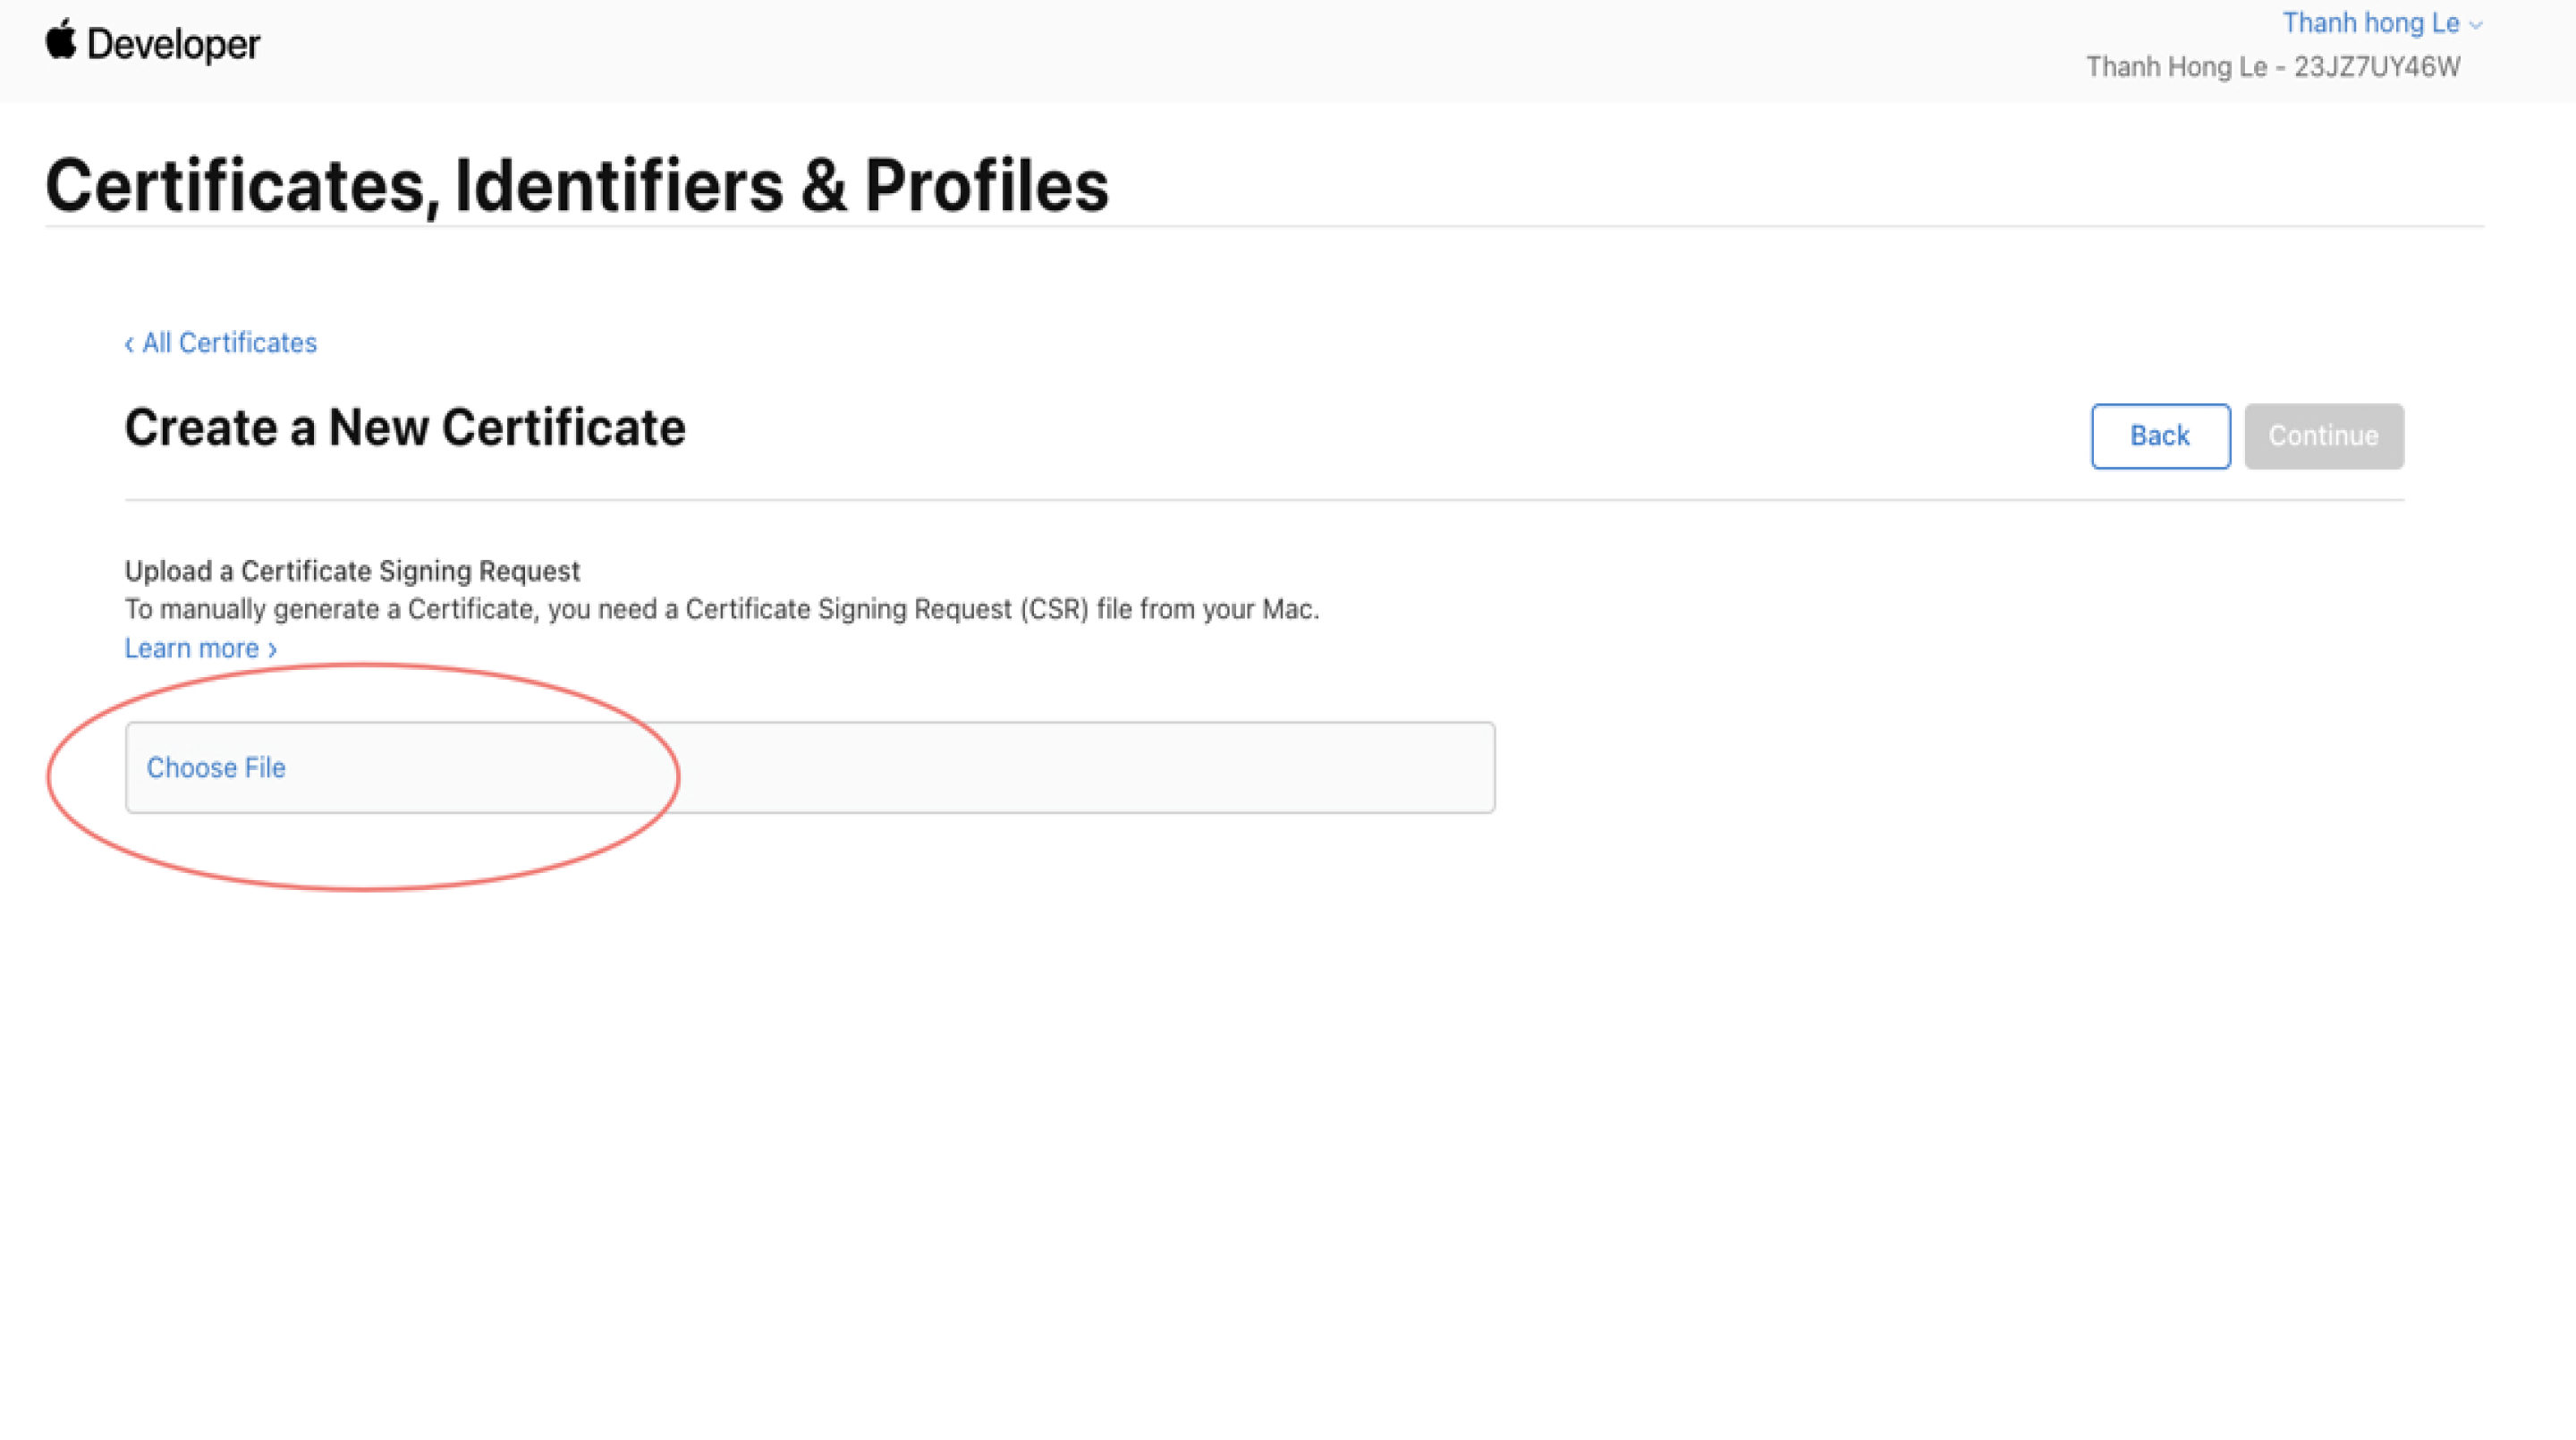 Developer
Thanh hong Le
Thanh Hong Le - 23JZ7UY46W
Certificates, Identifiers & Profiles
‹ All Certificates
Create a New Certificate
Back
Continue
Upload a Certificate Signing Request
To manually generate a Certificate, you need a Certificate Signing Request (CSR) file from your Mac.
Learn more ›
Choose File